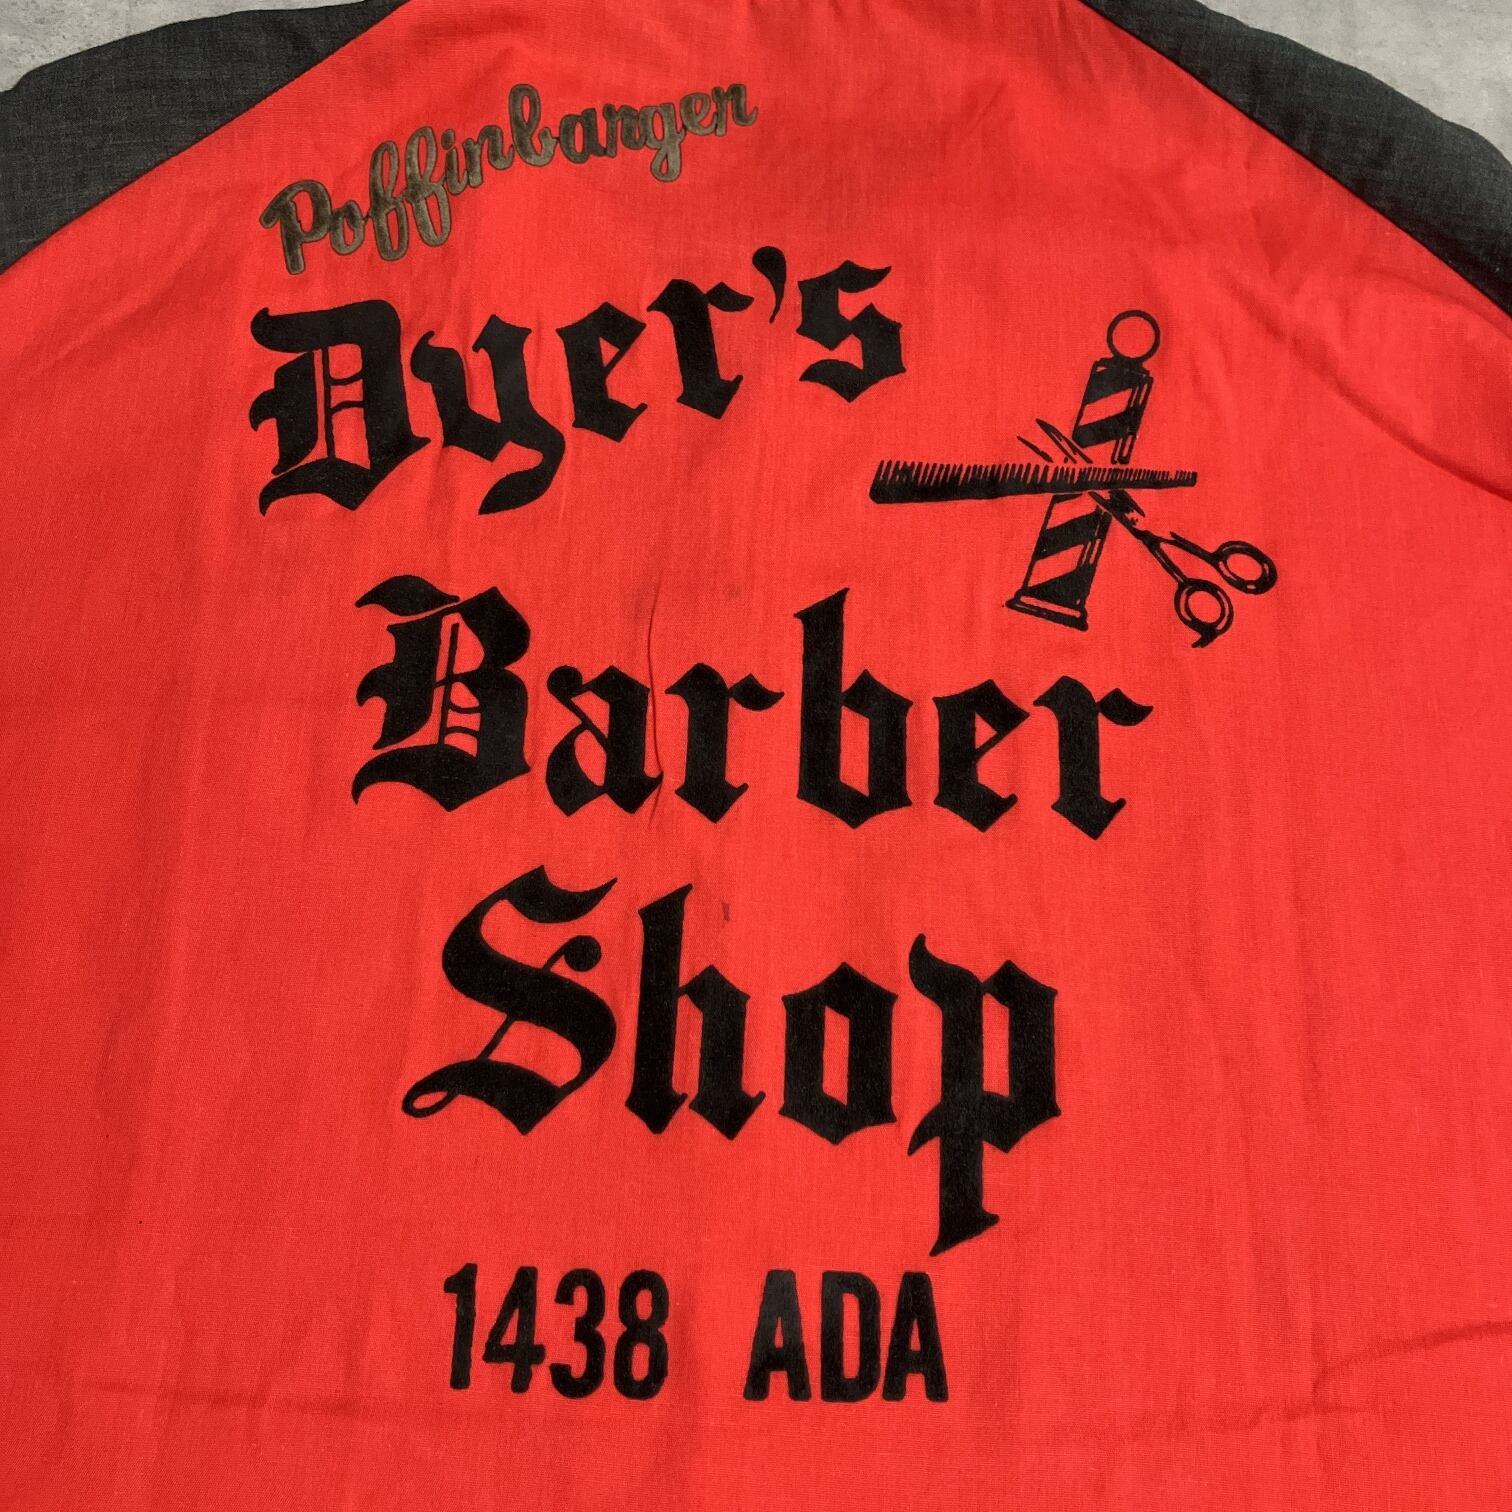 Poffinbarger
Dyer's
Barber
Shop
1438 ADA